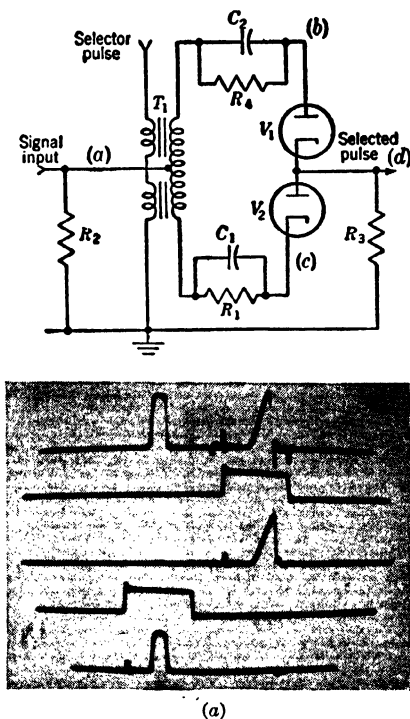 C₂
(b)
Selector
pulse
R₄
T₁
V₁
Signal
input
(a)
Selected
pulse
(d)
V₂
R₂
C₁
(c)
R₃
R₁
(a)